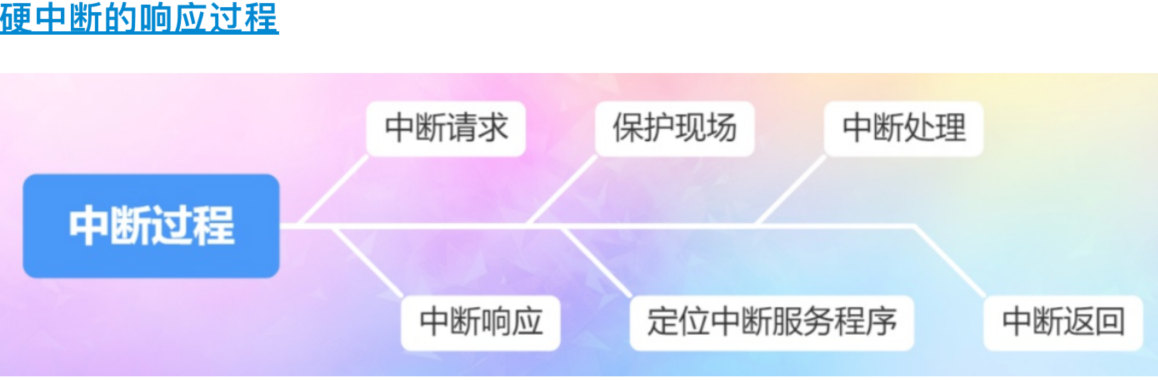 硬中断的响应过程
中断请求
保护现场
中断处理
中断过程
中断响应
定位中断服务程序
中断返回